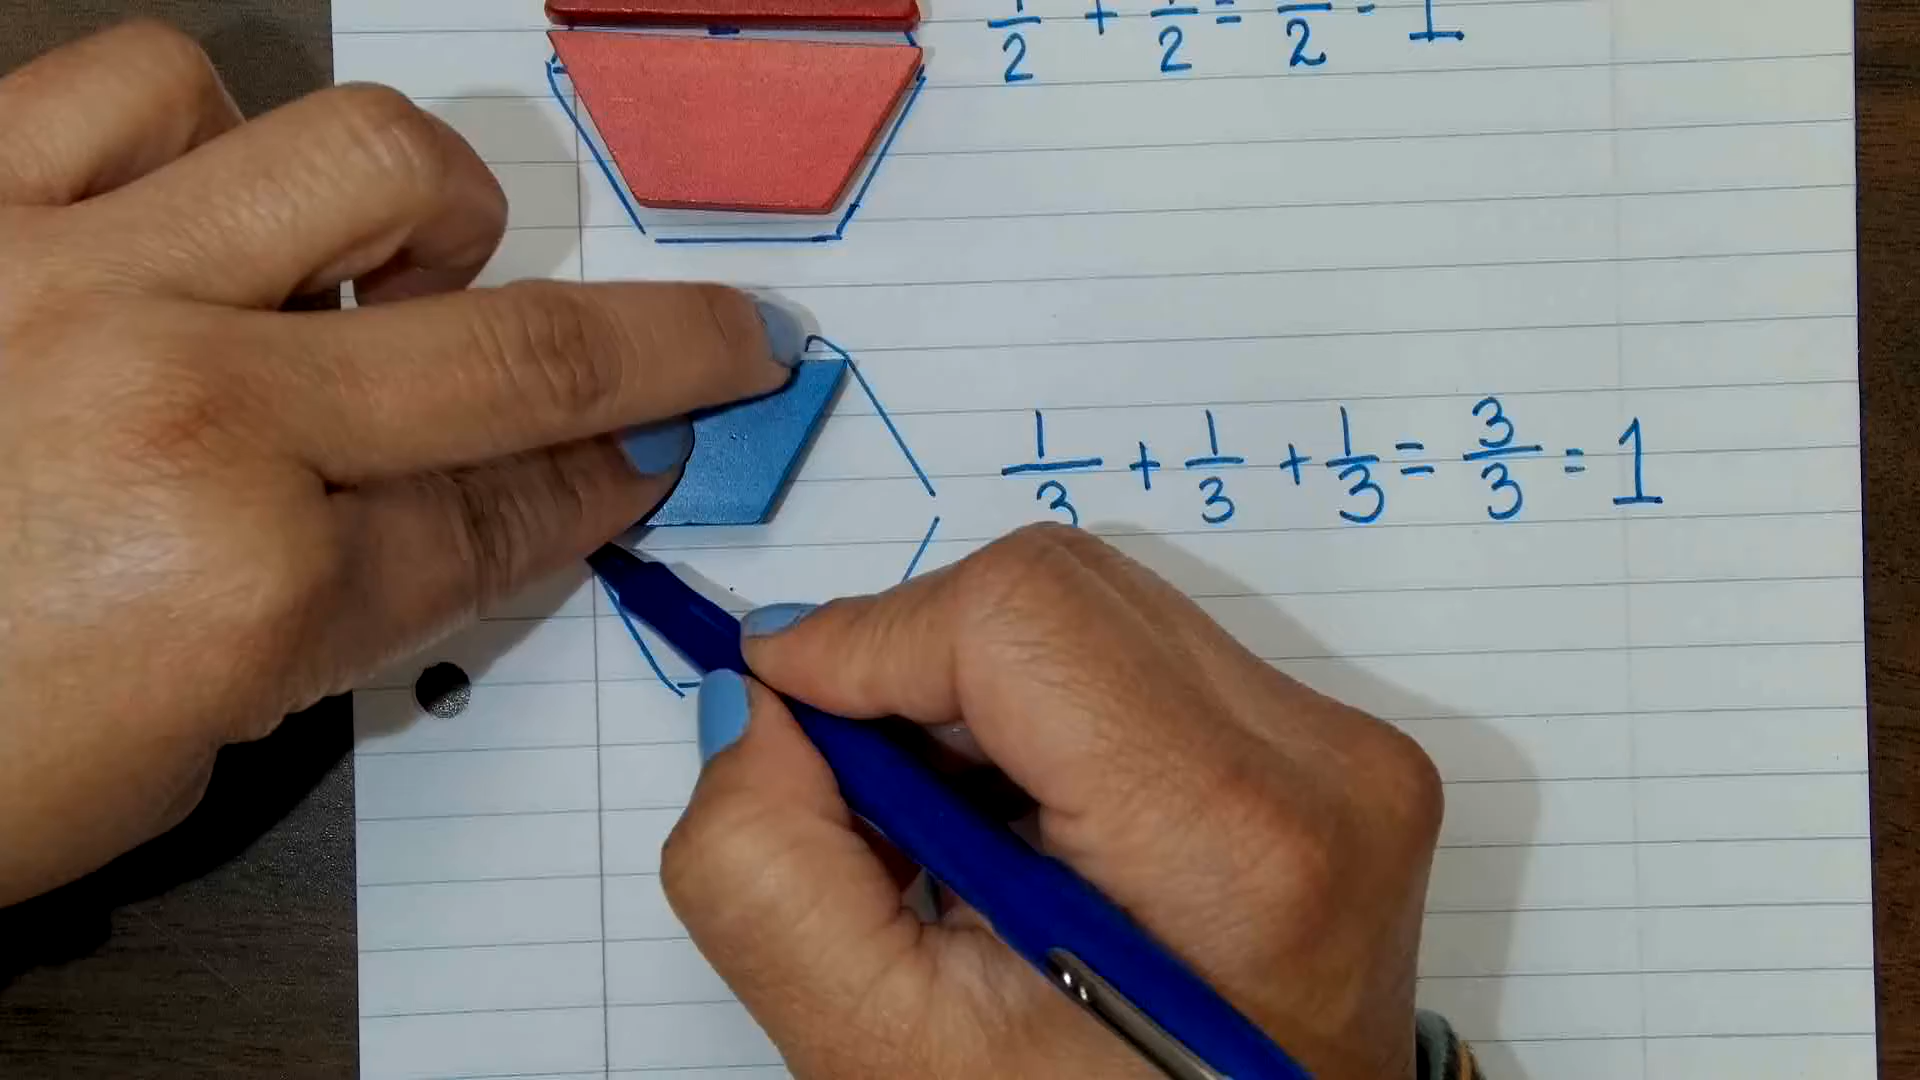 1/2 + 1/2 = 2/2 = 1
1/3 + 1/3 + 1/3 = 3/3 = 1